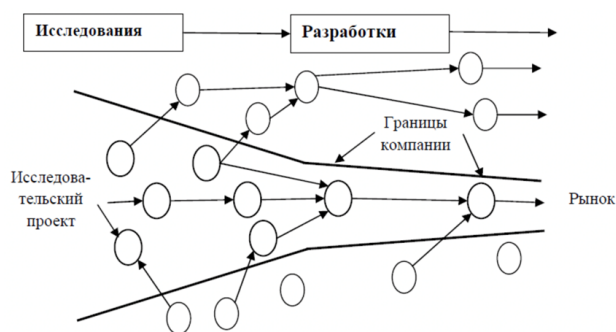 Исследования
Разработки
Границы
компании
Исследова-
тельский
проект
Рынок